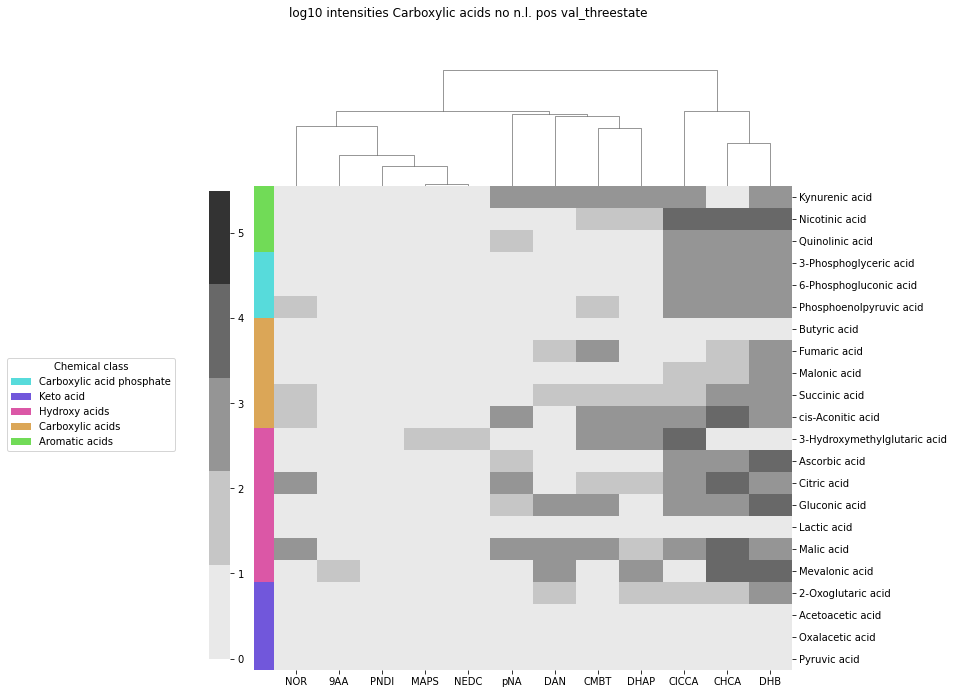 log10 intensities Carboxylic acids no n.l. pos val_threestate
5
4
3
2
1
0
Chemical class
Carboxylic acid phosphate
Keto acid
Hydroxy acids
Carboxylic acids
Aromatic acids
Kynurenic acid
Nicotinic acid
Quinolinic acid
3-Phosphoglyceric acid
6-Phosphogluconic acid
Phosphoenolpyruvic acid
Butyric acid
Fumaric acid
Malonic acid
Succinic acid
cis-Aconitic acid
3-Hydroxymethylglutaric acid
Ascorbic acid
Citric acid
Gluconic acid
Lactic acid
Malic acid
Mevalonic acid
2-Oxoglutaric acid
Acetoacetic acid
Oxalacetic acid
Pyruvic acid
NOR 9AA PNDI MAPS NEDC pNA DAN CMBT DHAP ClCCA CHCA DHB